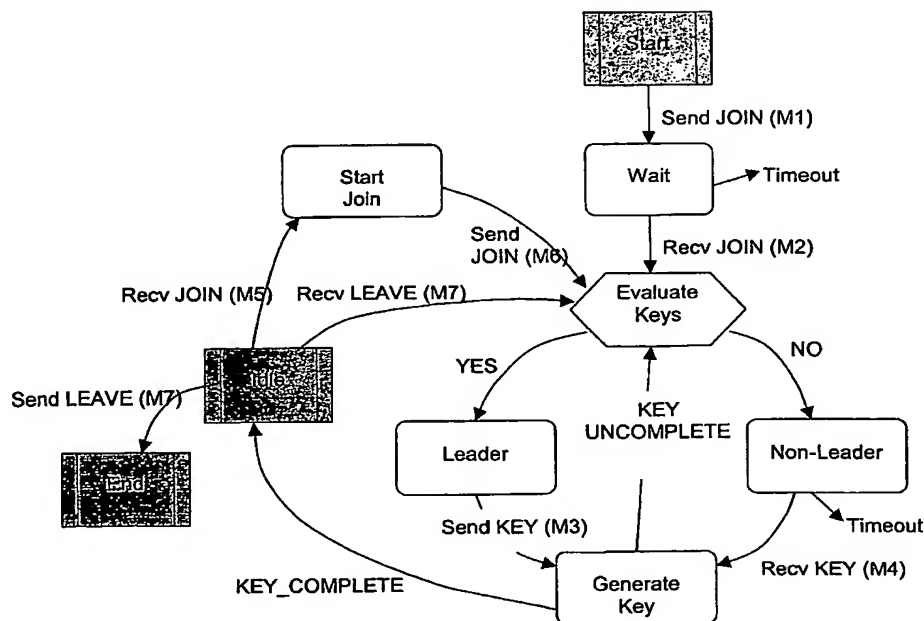 Start
Send JOIN (M1)
Wait
Timeout
Start
Join
Send
JOIN (M6)
Recv JOIN (M2)
Recv JOIN (M5)
Recv LEAVE (M7)
Evaluate
Keys
Idle
YES
NO
Send LEAVE (M7)
KEY
UNCOMPLETE
End
Leader
Non-Leader
Send KEY (M3)
Timeout
Recv KEY (M4)
KEY_COMPLETE
Generate
Key